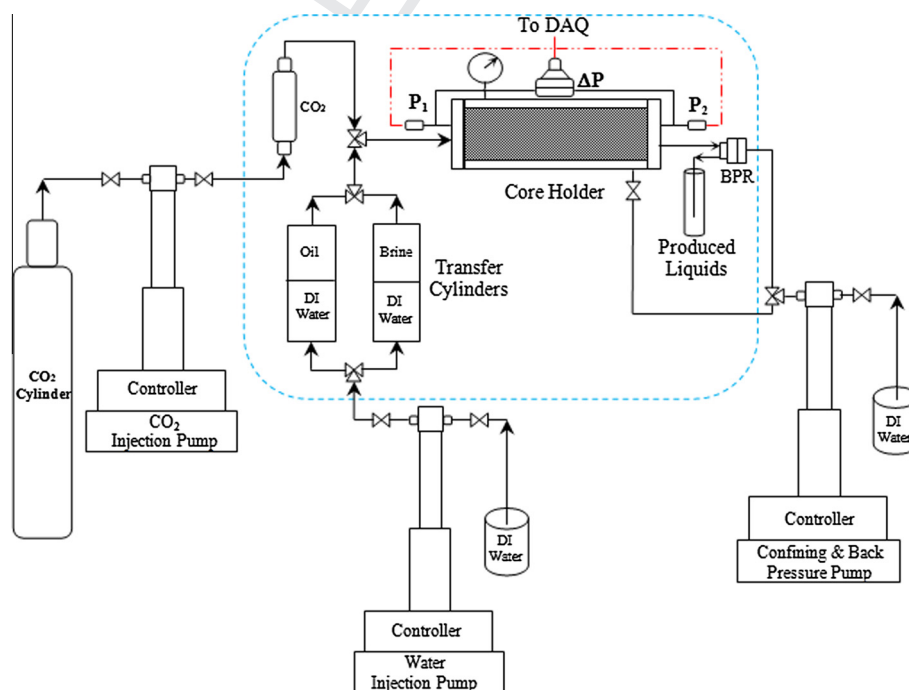 To DAQ
CO₂
ΔP
P₁
P₂
BPR
Core Holder
Produced
Liquids
Oil
Brine
DI
Water
DI
Water
Transfer
Cylinders
CO₂
Cylinder
Controller
CO₂
Injection Pump
DI
Water
DI
Water
Controller
Confining & Back
Pressure Pump
Controller
Water
Injection Pump